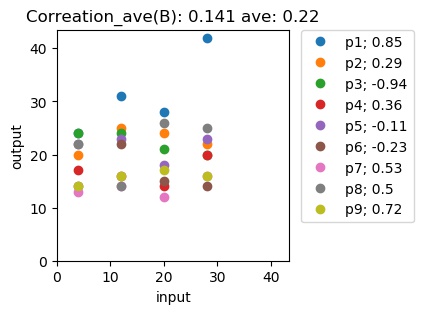 Correation_ave(B): 0.141 ave: 0.22
40
30
20
10
0
output
0
10
20
30
40
input
p1; 0.85
p2; 0.29
p3; -0.94
p4; 0.36
p5; -0.11
p6; -0.23
p7; 0.53
p8; 0.5
p9; 0.72